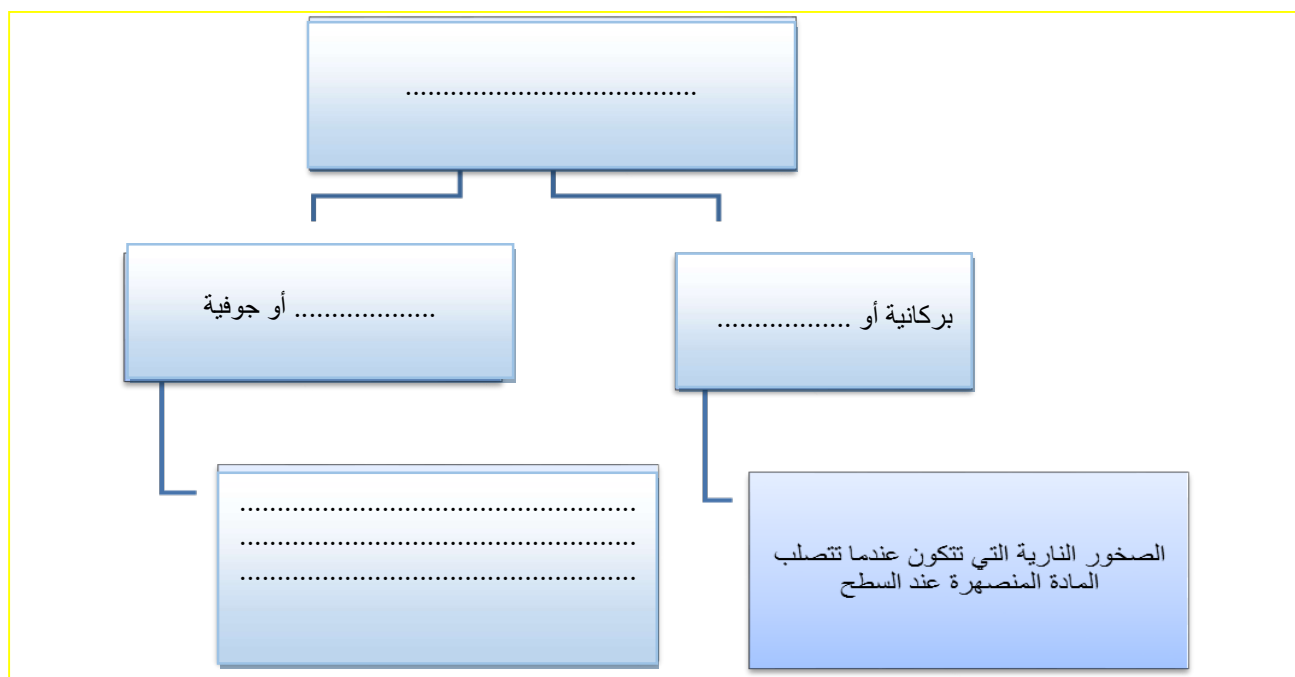 .......................................
بركانية أو ..................
................... أو جوفية
الصخور النارية التي تتكون عندما تتصلب
المادة المنصهرة عند السطح
.....................................................
.....................................................
.....................................................